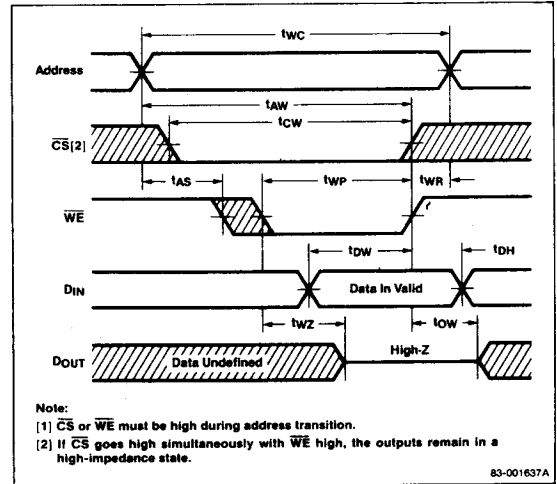 tWC
Address
tAW
tCW
CS[2]
tAS
tWP
tWR
WE
tDW
tDH
DIN
Data In Valid
tWZ
tOW
DOUT
Data Undefined
High-Z
Note:
[1] CS or WE must be high during address transition.
[2] If CS goes high simultaneously with WE high, the outputs remain in a
high-impedance state.
83-001637A